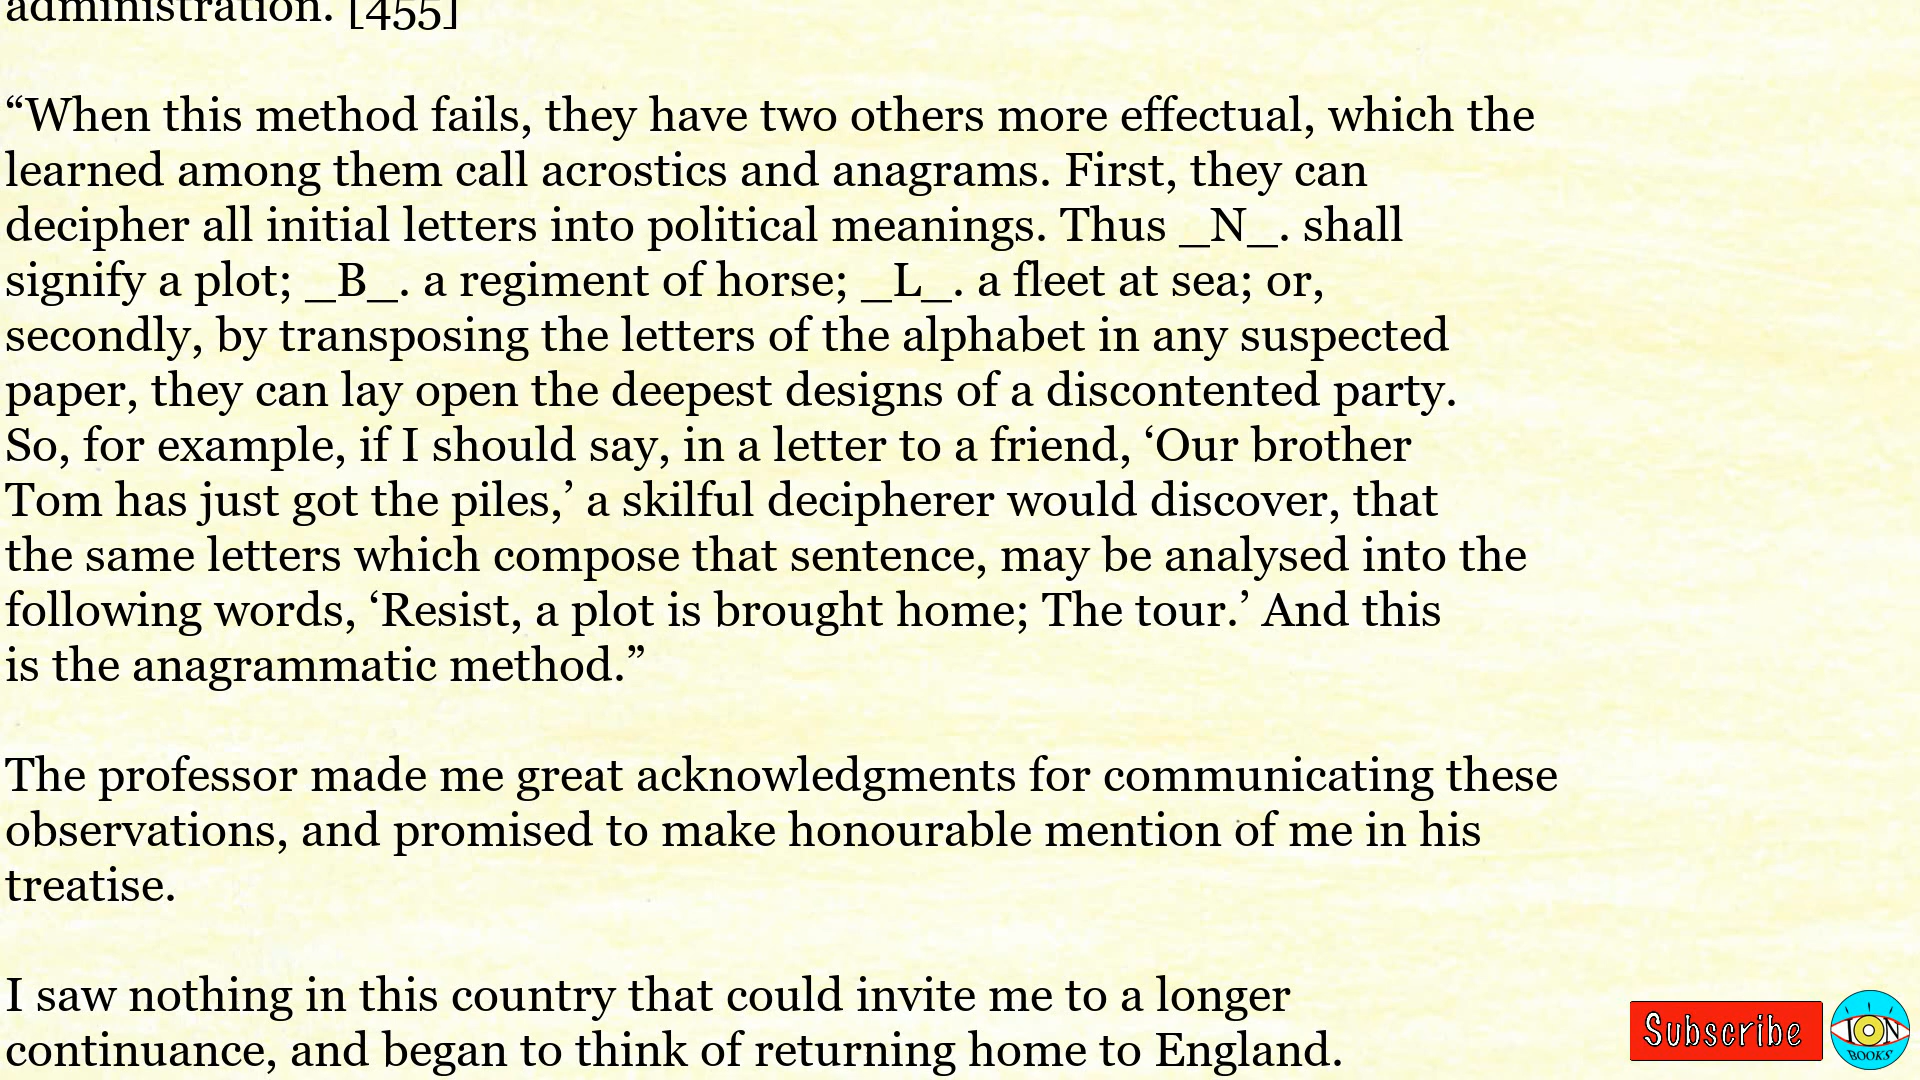 administration. [455]
“When this method fails, they have two others more effectual, which the
learned among them call acrostics and anagrams. First, they can
decipher all initial letters into political meanings. Thus _N_. shall
signify a plot; _B_. a regiment of horse; _L_. a fleet at sea; or,
secondly, by transposing the letters of the alphabet in any suspected
paper, they can lay open the deepest designs of a discontented party.
So, for example, if I should say, in a letter to a friend, ‘Our brother
Tom has just got the piles,’ a skilful decipherer would discover, that
the same letters which compose that sentence, may be analysed into the
following words, ‘Resist, a plot is brought home; The tour.’ And this
is the anagrammatic method.”
The professor made me great acknowledgments for communicating these
observations, and promised to make honourable mention of me in his
treatise.
I saw nothing in this country that could invite me to a longer
continuance, and began to think of returning home to England.
Subscribe
ION
BOOKS